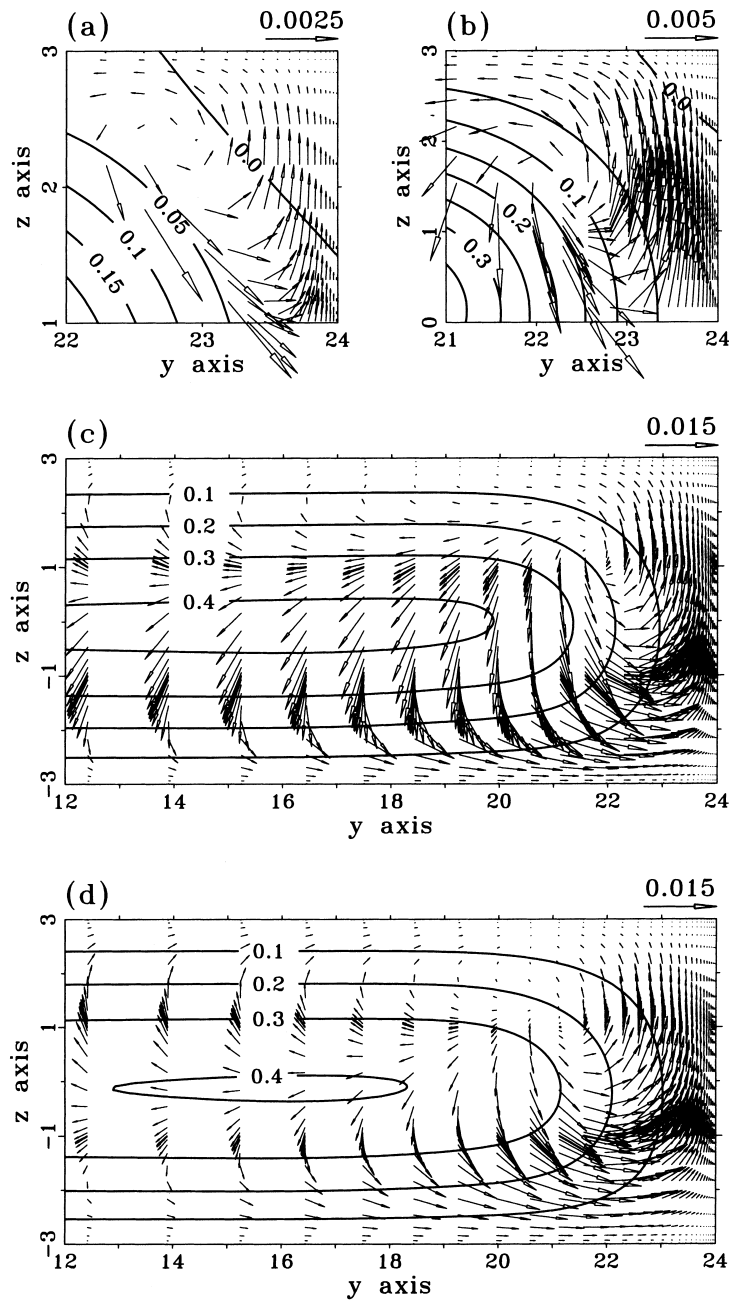 (a) 0.0025 (b) 0.005
3 3
0.0 0.0
z axis 2 z axis 2
0.05 0.1 0.15 0.1 0.2 0.3
1 1 0
22 23 24 21 22 23 24
y axis y axis
(c) 0.015
3
0.1
0.2
1 0.3
0.4
z axis
-1
-3
12 14 16 18 20 22 24
y axis
(d) 0.015
3
0.1
0.2
1 0.3
0.4
z axis
-1
-3
12 14 16 18 20 22 24
y axis